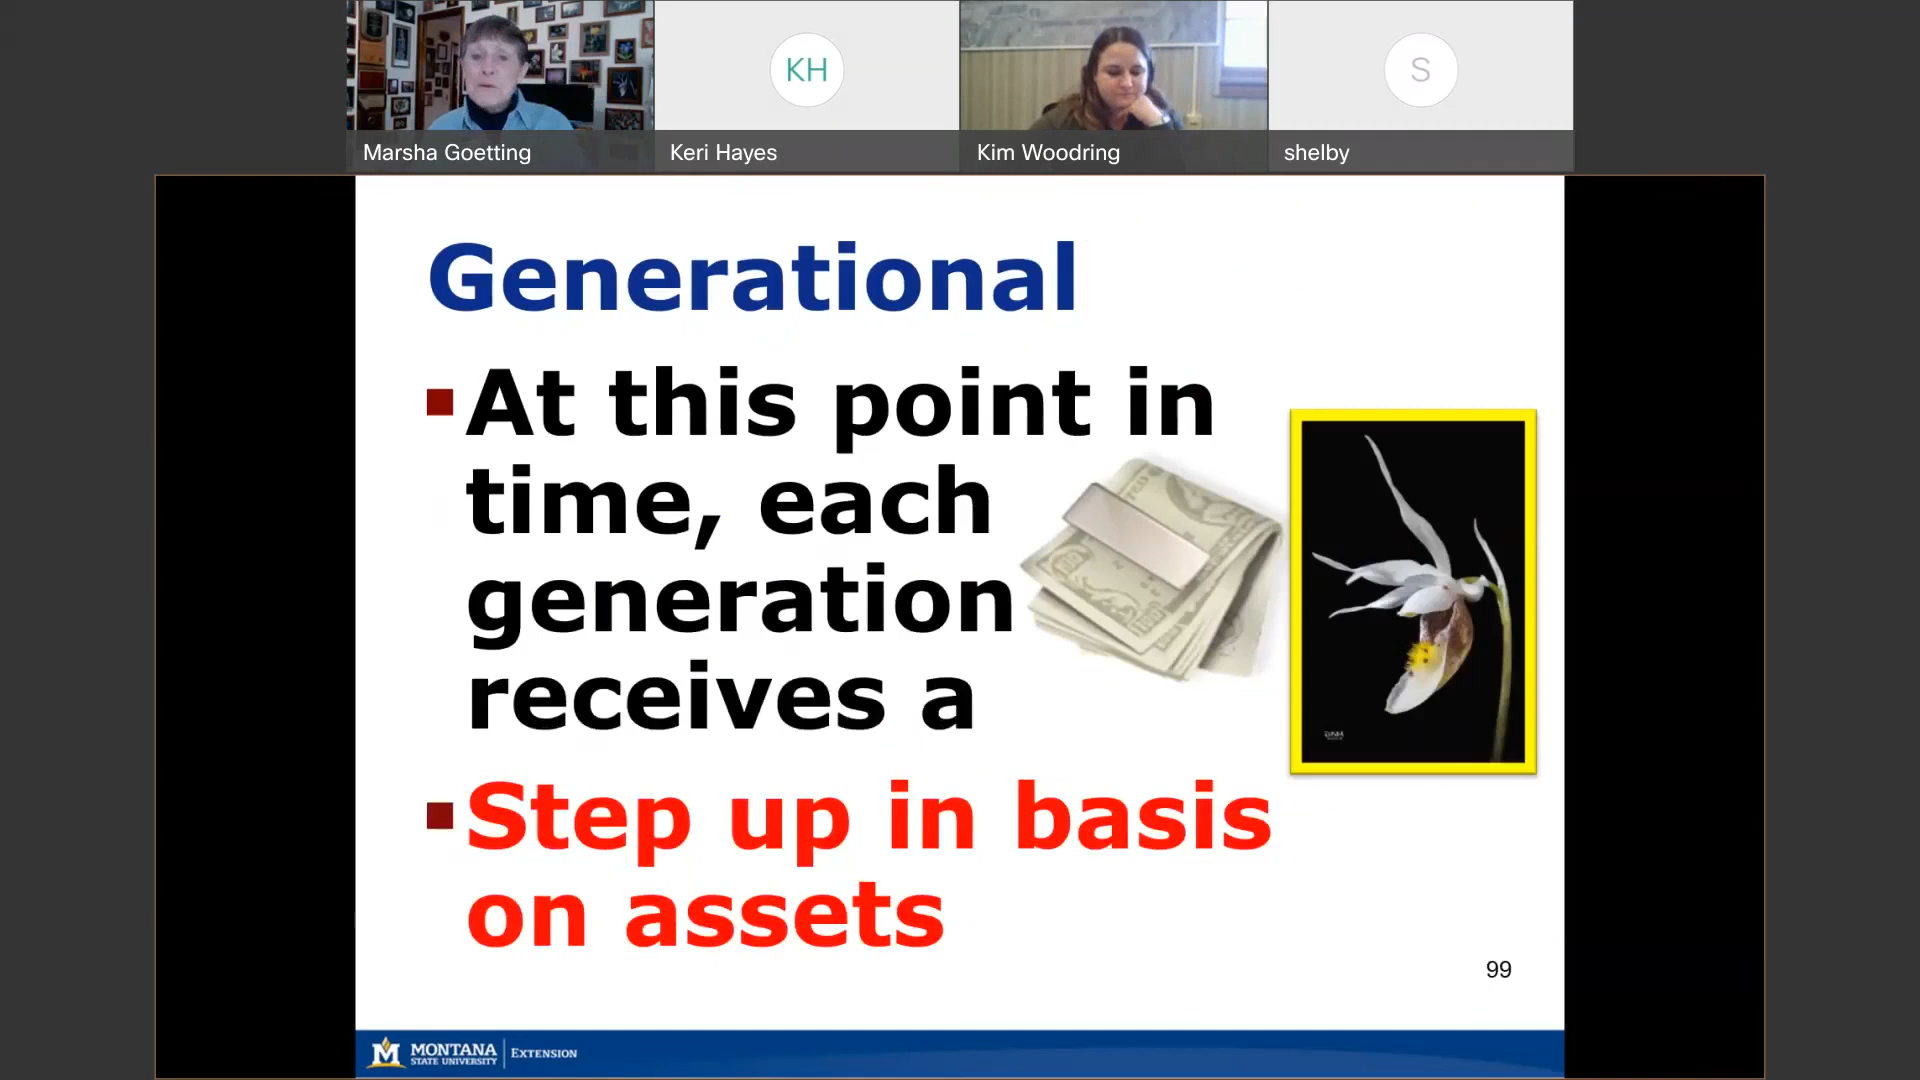 KH
S
Marsha Goetting
Keri Hayes
Kim Woodring
shelby
Generational
At this point in
time, each
generation
receives a
Step up in basis
on assets
99
M MONTANA
STATE UNIVERSITY
EXTENSION